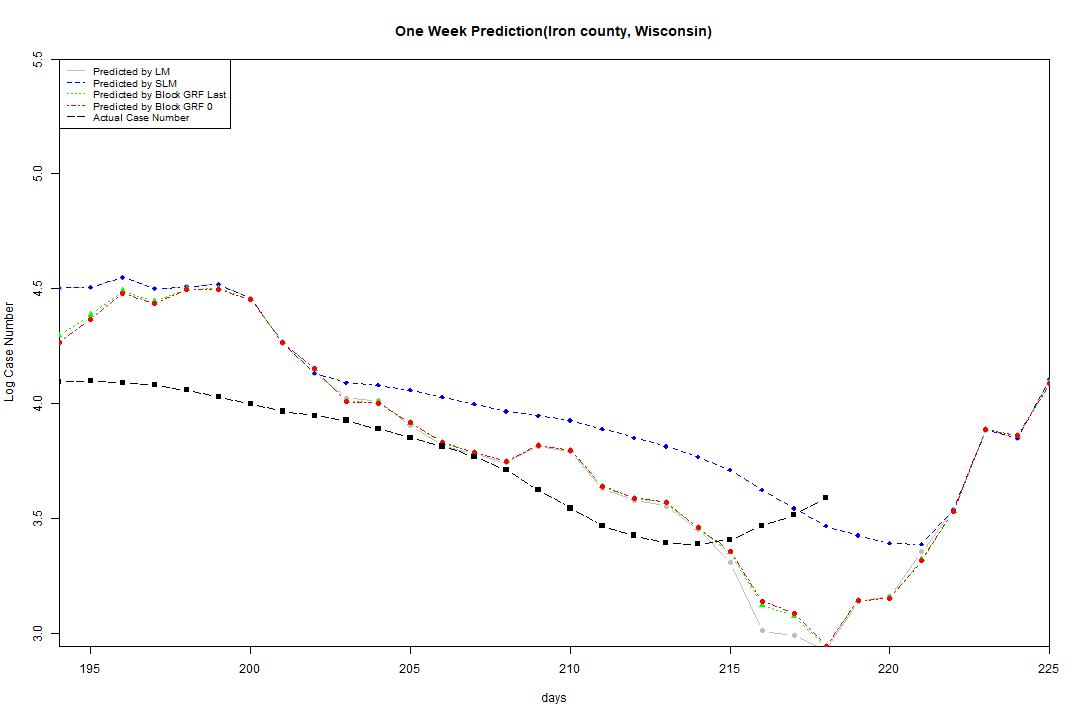 One Week Prediction(Iron county, Wisconsin)
5.5
Predicted by LM
Predicted by SLM
Predicted by Block GRF Last
Predicted by Block GRF 0
Actual Case Number
5.0
4.5
4.0
3.5
3.0
Log Case Number
195 200 205 210 215 220 225
days